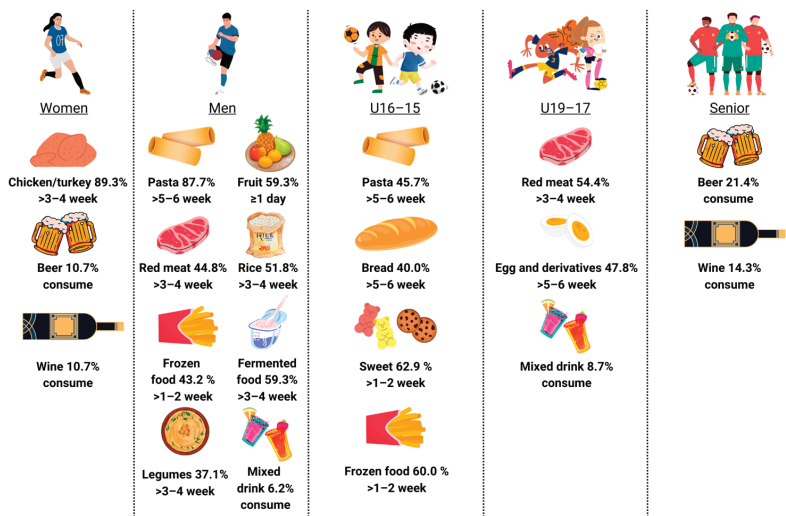 Women
Chicken/turkey 89.3%
>3–4 week
Beer 10.7%
consume
Wine 10.7%
consume
Men
Pasta 87.7%
>5–6 week
Fruit 59.3%
≥1 day
Red meat 44.8%
>3–4 week
RICE
Rice 51.8%
>3–4 week
Frozen
food 43.2 %
>1–2 week
Fermented
food 59.3%
>3–4 week
Legumes 37.1%
>3–4 week
Mixed
drink 6.2%
consume
U16–15
Pasta 45.7%
>5–6 week
Bread 40.0%
>5–6 week
Sweet 62.9 %
>1–2 week
Frozen food 60.0 %
>1–2 week
U19–17
Red meat 54.4%
>3–4 week
Egg and derivatives 47.8%
>5–6 week
Mixed drink 8.7%
consume
Senior
Beer 21.4%
consume
Wine 14.3%
consume